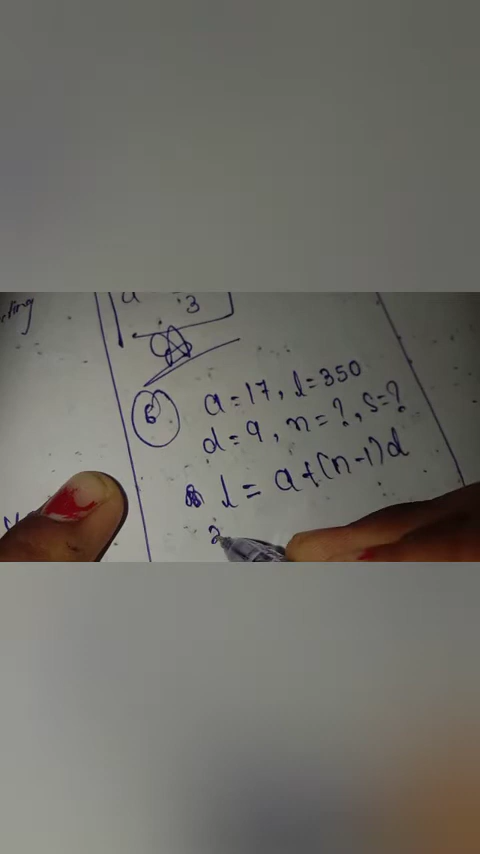 3
6
a = 17, l = 350
d = 9, n = ?, s = ?
l = a + (n - 1)d